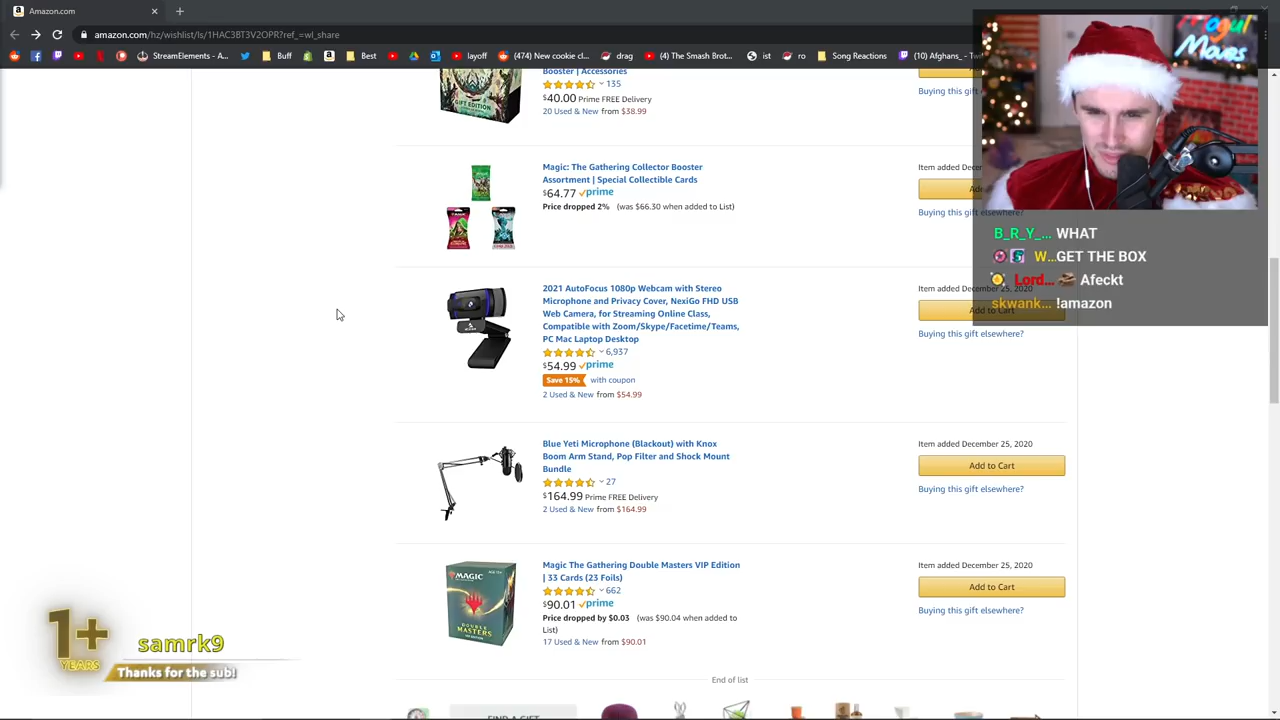 Amazon.com
amazon.com/hz/wishlist/ls/1HAC3BT3V2OPR?ref_=wl_share
StreamElements - A...
Buff
Best
layoff
(474) New cookie cl...
drag
(4) The Smash Brot...
ist
ro
Song Reactions
(10) Afghans_ - Twit
Mogul
Moves
GIFT EDITION
Booster | Accessories
135
$40.00 Prime FREE Delivery
20 Used & New from $38.99
Buying this gift
Magic: The Gathering Collector Booster
Assortment | Special Collectible Cards
$64.77 prime
Price dropped 2% (was $66.30 when added to List)
Item added Decem
Add
Buying this gift elsewhere?
B_R_Y_... WHAT
W...GET THE BOX
Lord... Afeckt
skwank... !amazon
2021 AutoFocus 1080p Webcam with Stereo
Microphone and Privacy Cover, NexiGo FHD USB
Web Camera, for Streaming Online Class,
Compatible with Zoom/Skype/Facetime/Teams,
PC Mac Laptop Desktop
6,937
$54.99 prime
Save 15% with coupon
2 Used & New from $54.99
Item added December 25, 2020
Add to Cart
Buying this gift elsewhere?
Blue Yeti Microphone (Blackout) with Knox
Boom Arm Stand, Pop Filter and Shock Mount
Bundle
27
$164.99 Prime FREE Delivery
2 Used & New from $164.99
Item added December 25, 2020
Add to Cart
Buying this gift elsewhere?
MAGIC
DOUBLE
MASTERS
Magic The Gathering Double Masters VIP Edition
| 33 Cards (23 Foils)
662
$90.01 prime
Price dropped by $0.03 (was $90.04 when added to
List)
17 Used & New from $90.01
Item added December 25, 2020
Add to Cart
Buying this gift elsewhere?
1+
YEARS
samrk9
Thanks for the sub!
End of list
FIND A GIFT